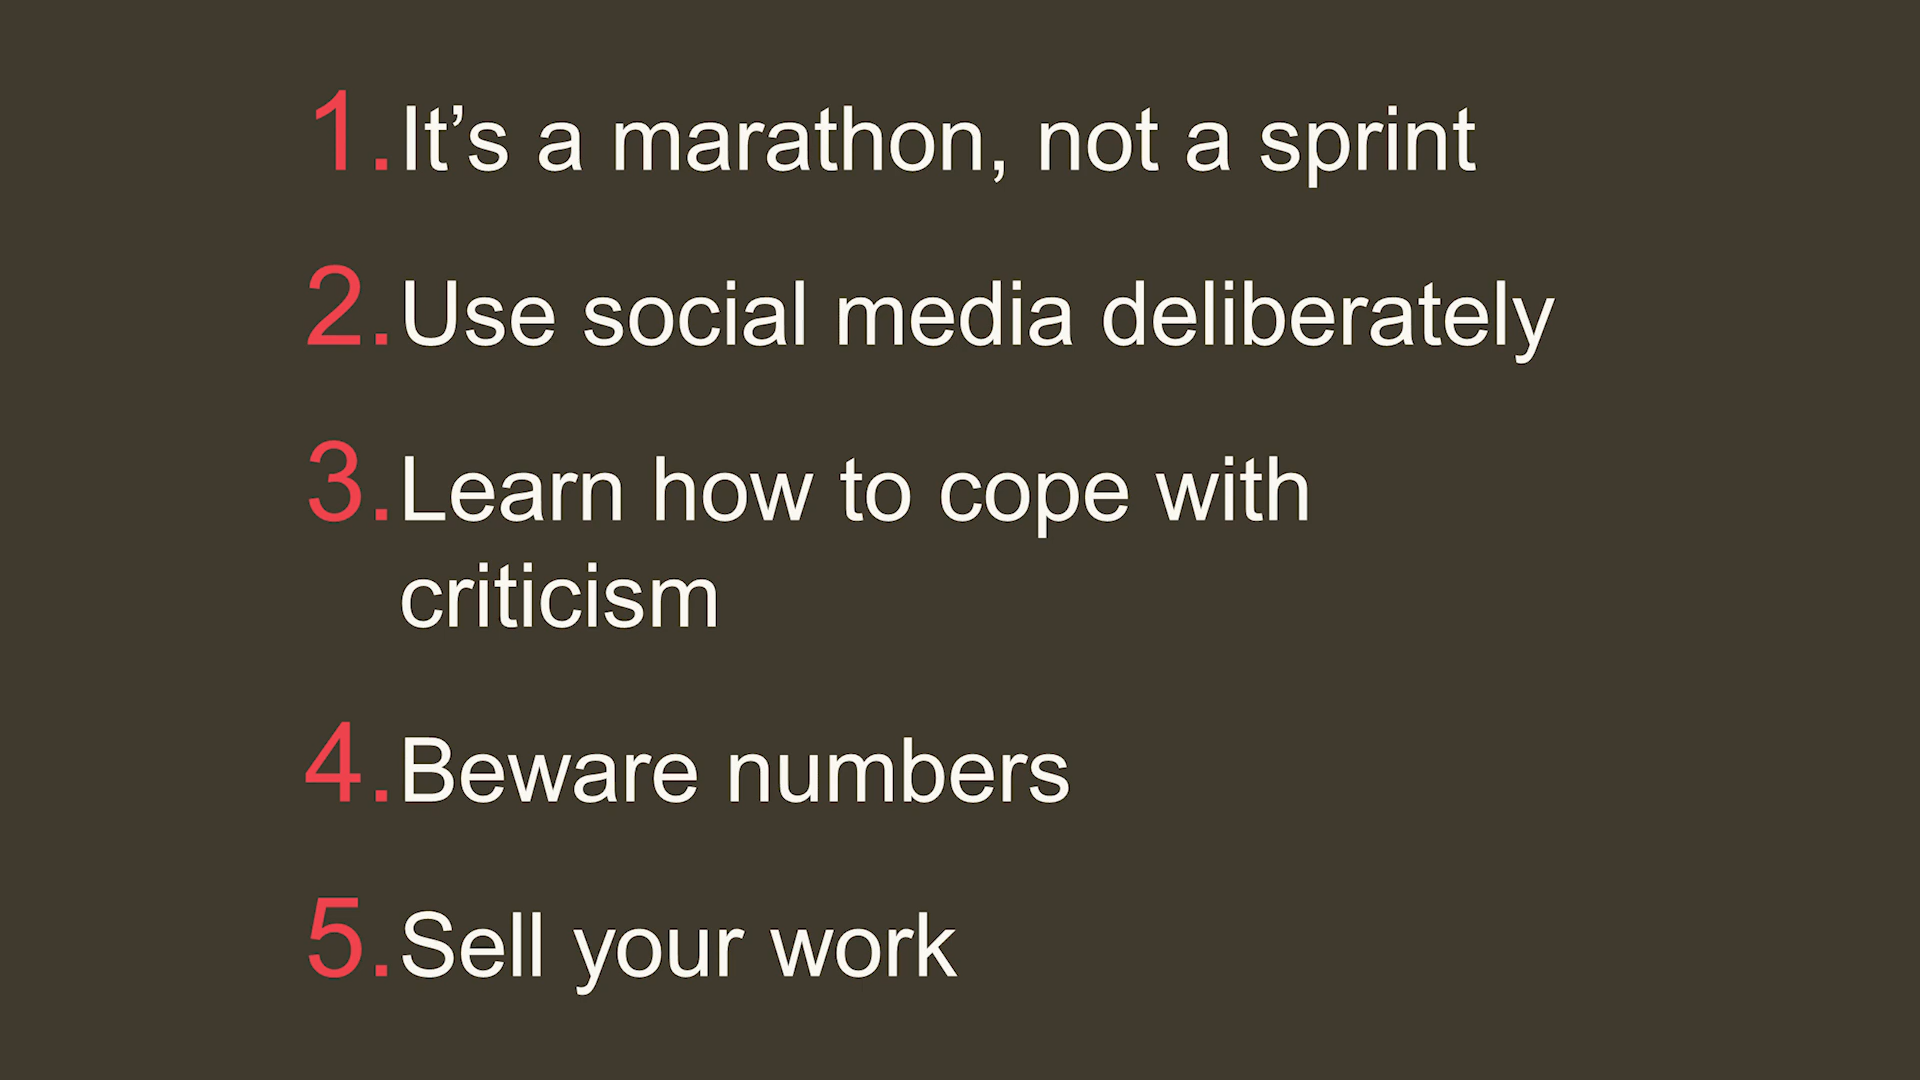 1. It’s a marathon, not a sprint
2. Use social media deliberately
3. Learn how to cope with
criticism
4. Beware numbers
5. Sell your work